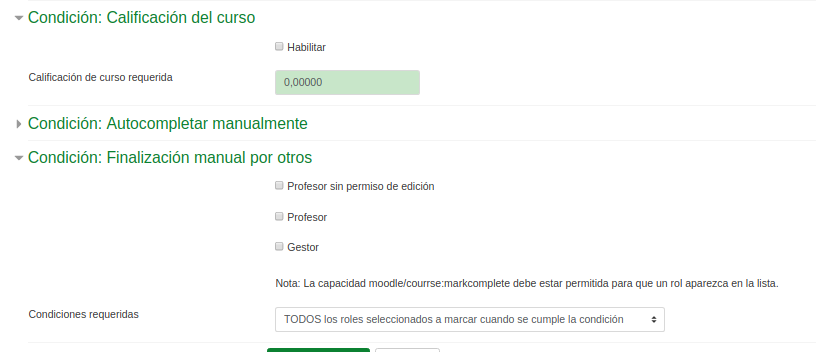 Condición: Calificación del curso
Habilitar
Calificación de curso requerida
0,00000
Condición: Autocompletar manualmente
Condición: Finalización manual por otros
Profesor sin permiso de edición
Profesor
Gestor
Nota: La capacidad moodle/courrse:markcomplete debe estar permitida para que un rol aparezca en la lista.
Condiciones requeridas
TODOS los roles seleccionados a marcar cuando se cumple la condición